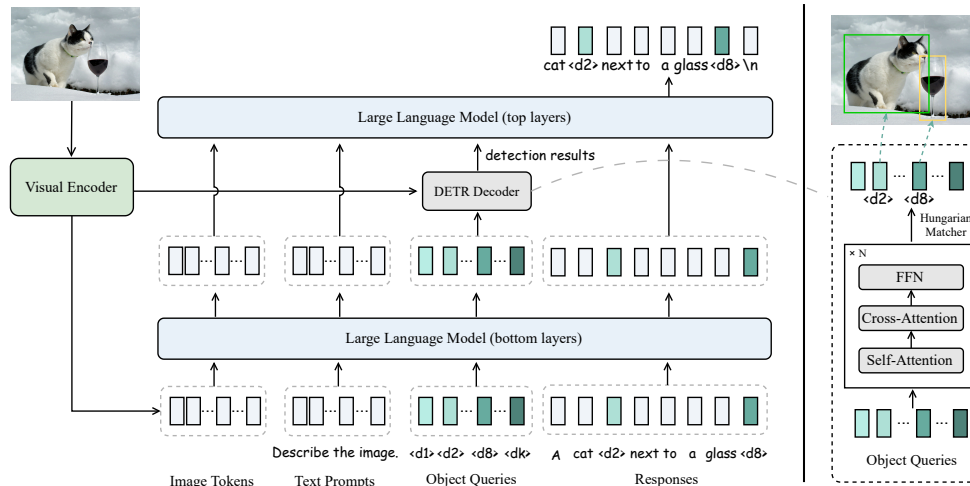 cat <d2> next to a glass <d8> \n
Large Language Model (top layers)
detection results
Visual Encoder
DETR Decoder
Large Language Model (bottom layers)
Describe the image.
<d1> <d2> <d8> <dk>
A cat <d2> next to a glass <d8>
Image Tokens
Text Prompts
Object Queries
Responses
<d2> <d8>
Hungarian
Matcher
× N
FFN
Cross-Attention
Self-Attention
Object Queries